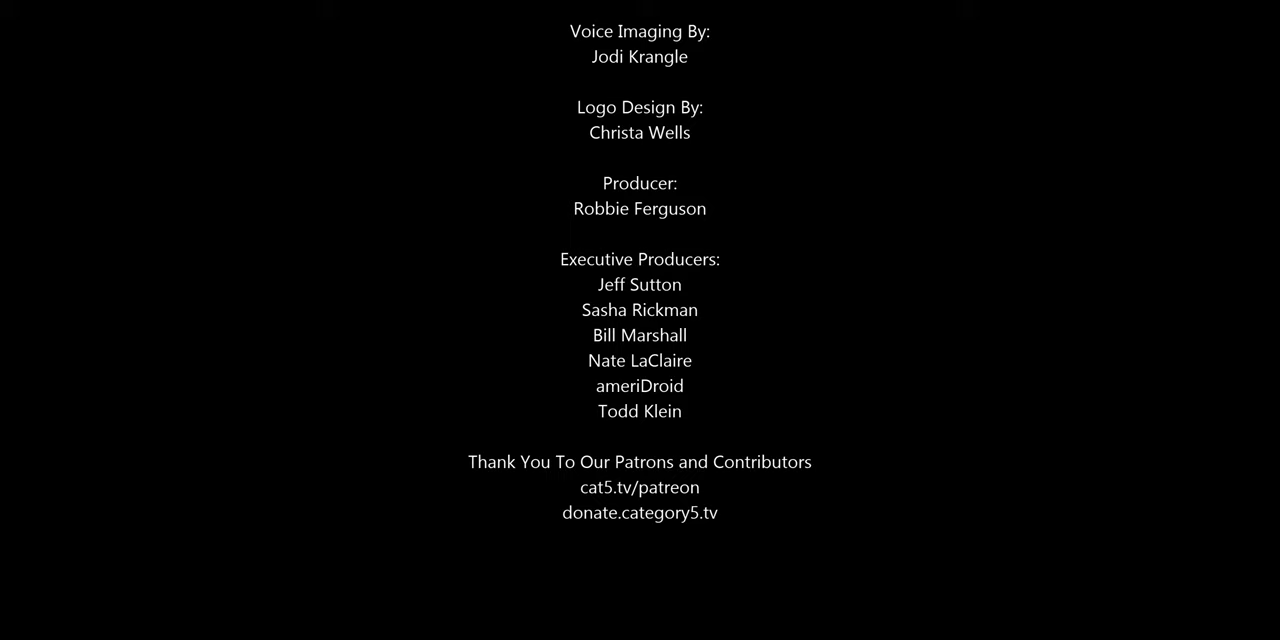 Voice Imaging By:
Jodi Krangle
Logo Design By:
Christa Wells
Producer:
Robbie Ferguson
Executive Producers:
Jeff Sutton
Sasha Rickman
Bill Marshall
Nate LaClaire
ameriDroid
Todd Klein
Thank You To Our Patrons and Contributors
cat5.tv/patreon
donate.category5.tv